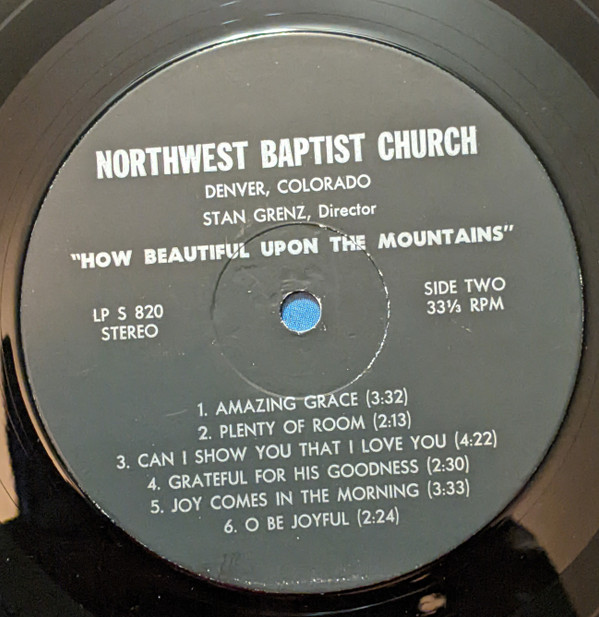 NORTHWEST BAPTIST CHURCH
DENVER, COLORADO
STAN GRENZ, Director
"HOW BEAUTIFUL UPON THE MOUNTAINS"
LP S 820
STEREO
SIDE TWO
33⅓ RPM
1. AMAZING GRACE (3:32)
2. PLENTY OF ROOM (2:13)
3. CAN I SHOW YOU THAT I LOVE YOU (4:22)
4. GRATEFUL FOR HIS GOODNESS (2:30)
5. JOY COMES IN THE MORNING (3:33)
6. O BE JOYFUL (2:24)